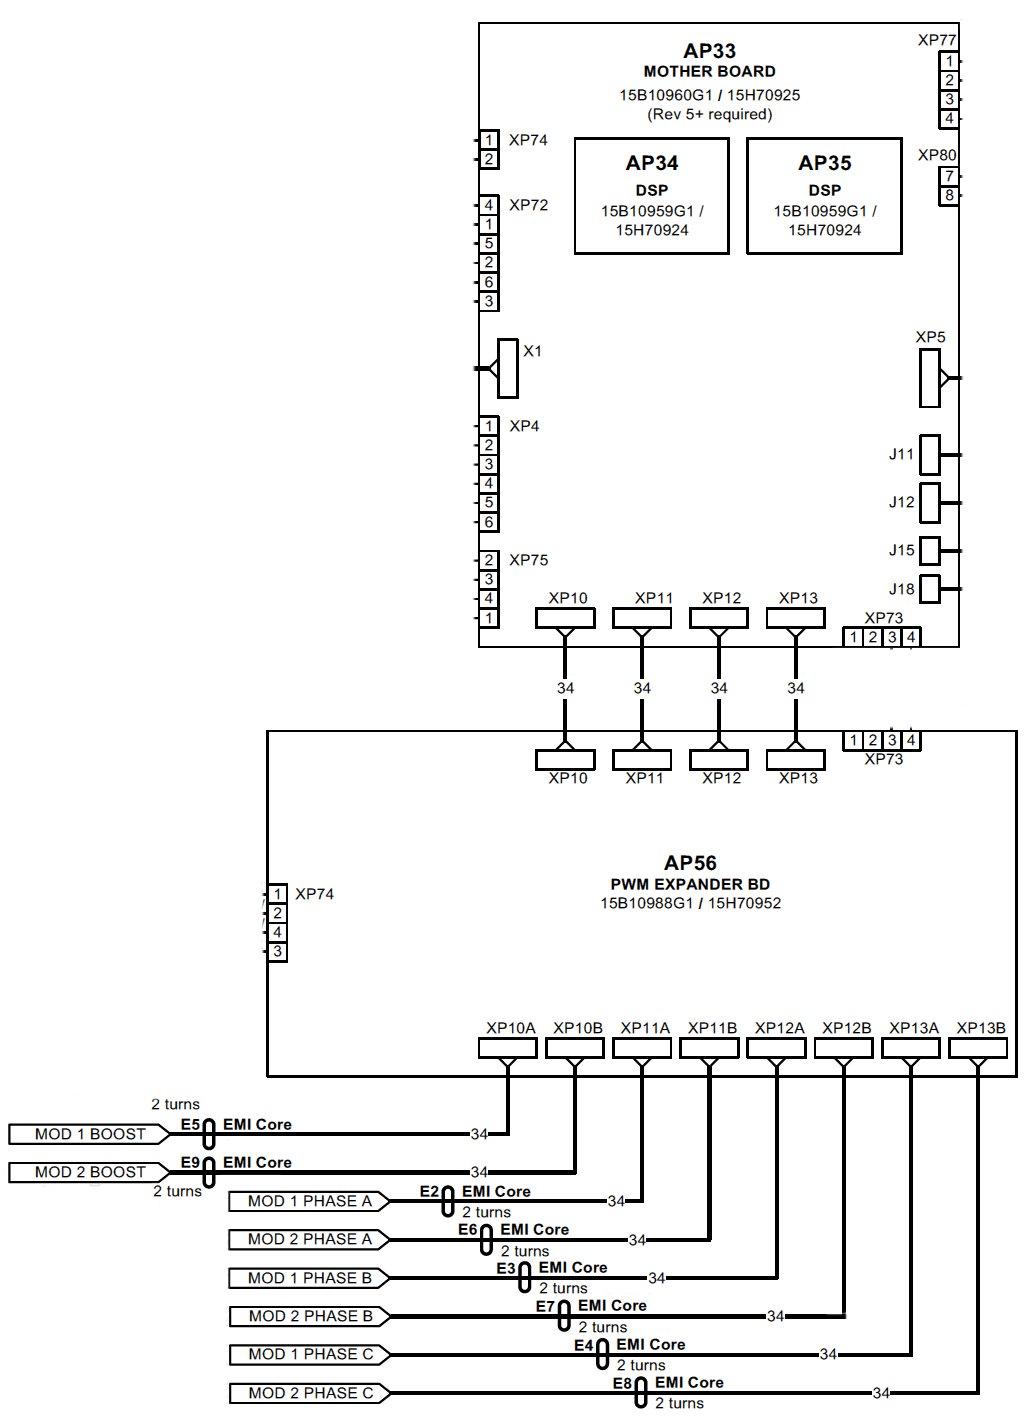 AP33
MOTHER BOARD
15B10960G1 / 15H70925
(Rev 5+ required)
XP77
1
2
3
4
XP74
1
2
AP34
DSP
15B10959G1 /
15H70924
AP35
DSP
15B10959G1 /
15H70924
XP80
7
8
XP72
4
1
5
2
6
3
X1
XP5
XP4
1
2
3
4
5
6
J11
J12
J15
J18
XP75
2
3
4
1
XP10 XP11 XP12 XP13
XP73
1 2 3 4
34 34 34 34
1 2 3 4
XP73
XP10 XP11 XP12 XP13
AP56
PWM EXPANDER BD
15B10988G1 / 15H70952
XP74
1
2
4
3
XP10A XP10B XP11A XP11B XP12A XP12B XP13A XP13B
2 turns
MOD 1 BOOST E5 EMI Core 34
MOD 2 BOOST E9 EMI Core 34
2 turns
MOD 1 PHASE A E2 EMI Core 34
2 turns
MOD 2 PHASE A E6 EMI Core 34
2 turns
MOD 1 PHASE B E3 EMI Core 34
2 turns
MOD 2 PHASE B E7 EMI Core 34
2 turns
MOD 1 PHASE C E4 EMI Core 34
2 turns
MOD 2 PHASE C E8 EMI Core 34
2 turns